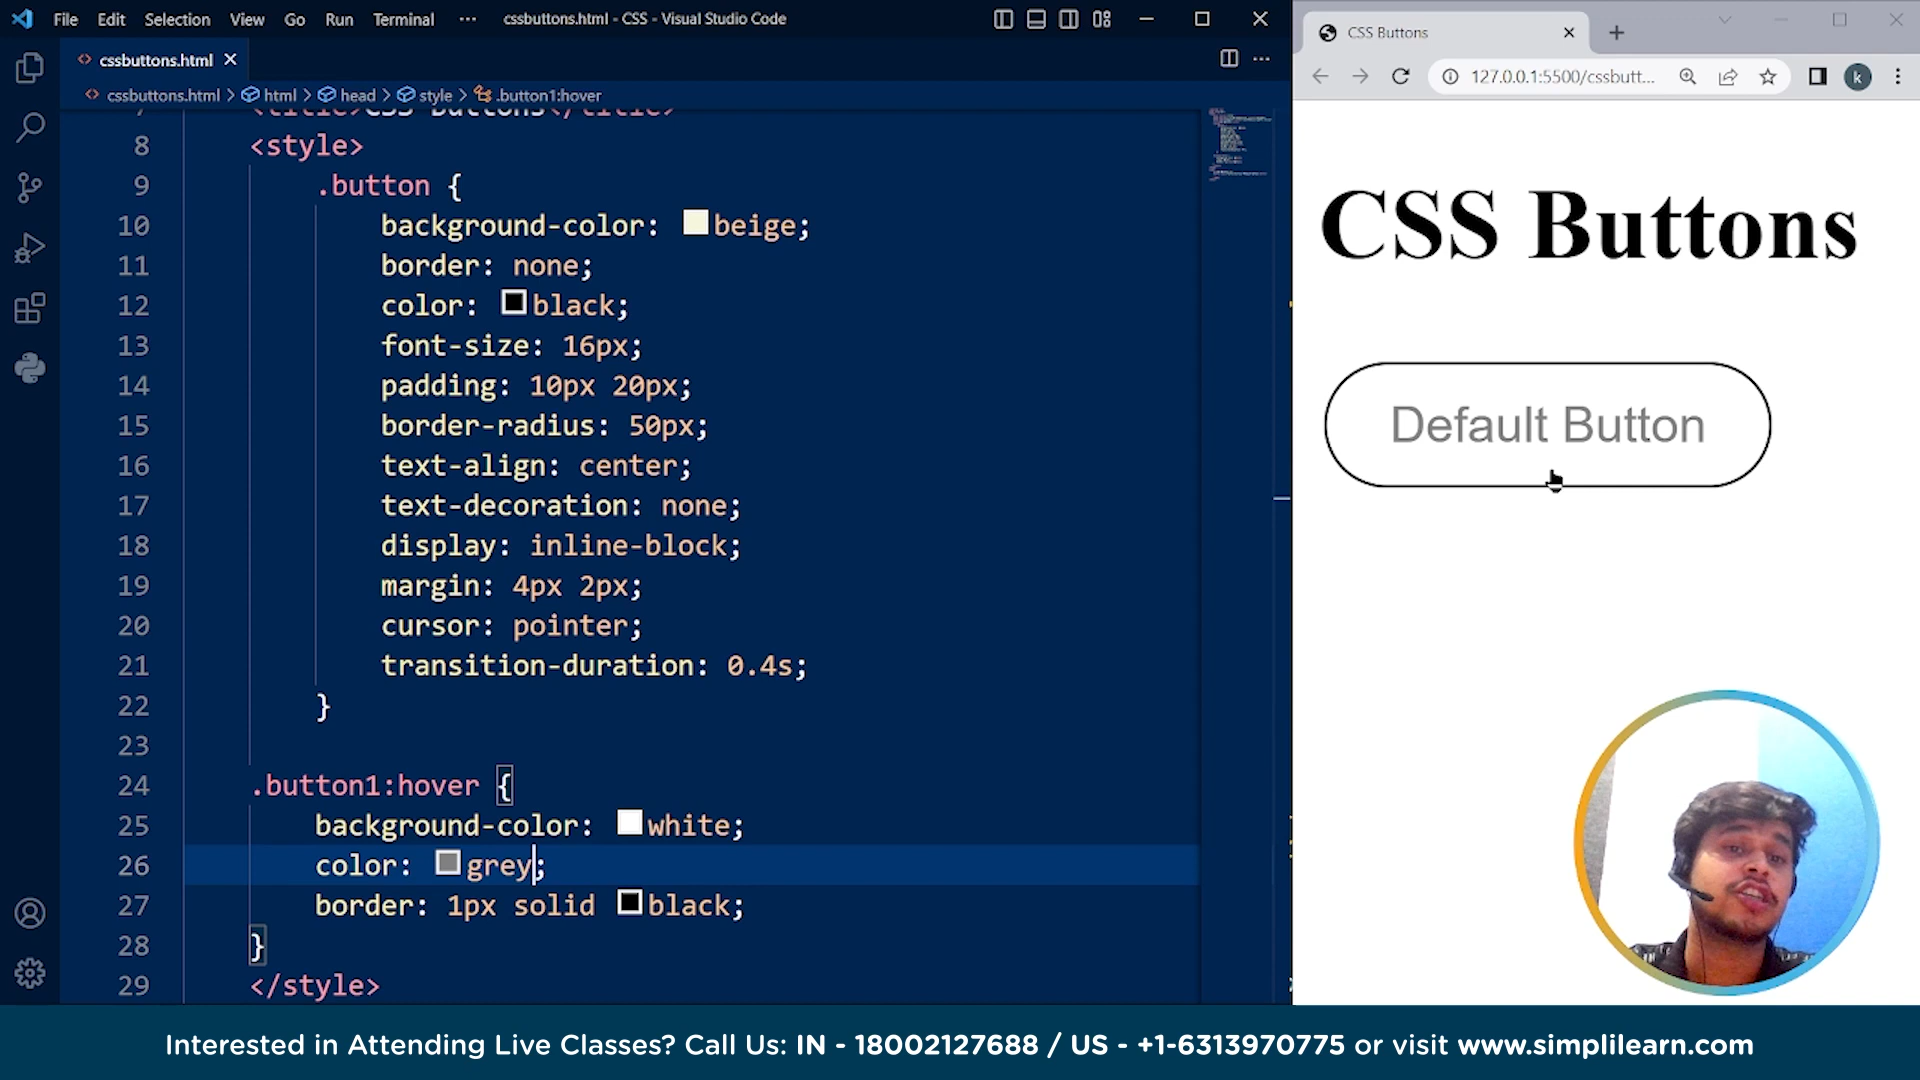 File Edit Selection View Go Run Terminal ··· cssbuttons.html - CSS - Visual Studio Code
cssbuttons.html
cssbuttons.html > html > head > style > .button1:hover
7 <title>CSS Buttons</title>
8 <style>
9 .button {
10 background-color: beige;
11 border: none;
12 color: black;
13 font-size: 16px;
14 padding: 10px 20px;
15 border-radius: 50px;
16 text-align: center;
17 text-decoration: none;
18 display: inline-block;
19 margin: 4px 2px;
20 cursor: pointer;
21 transition-duration: 0.4s;
22 }
23
24 .button1:hover {
25 background-color: white;
26 color: grey;
27 border: 1px solid black;
28 }
29 </style>
CSS Buttons
127.0.0.1:5500/cssbutt...
k
CSS Buttons
Default Button
Interested in Attending Live Classes? Call Us: IN - 18002127688 / US - +1-6313970775 or visit www.simplilearn.com